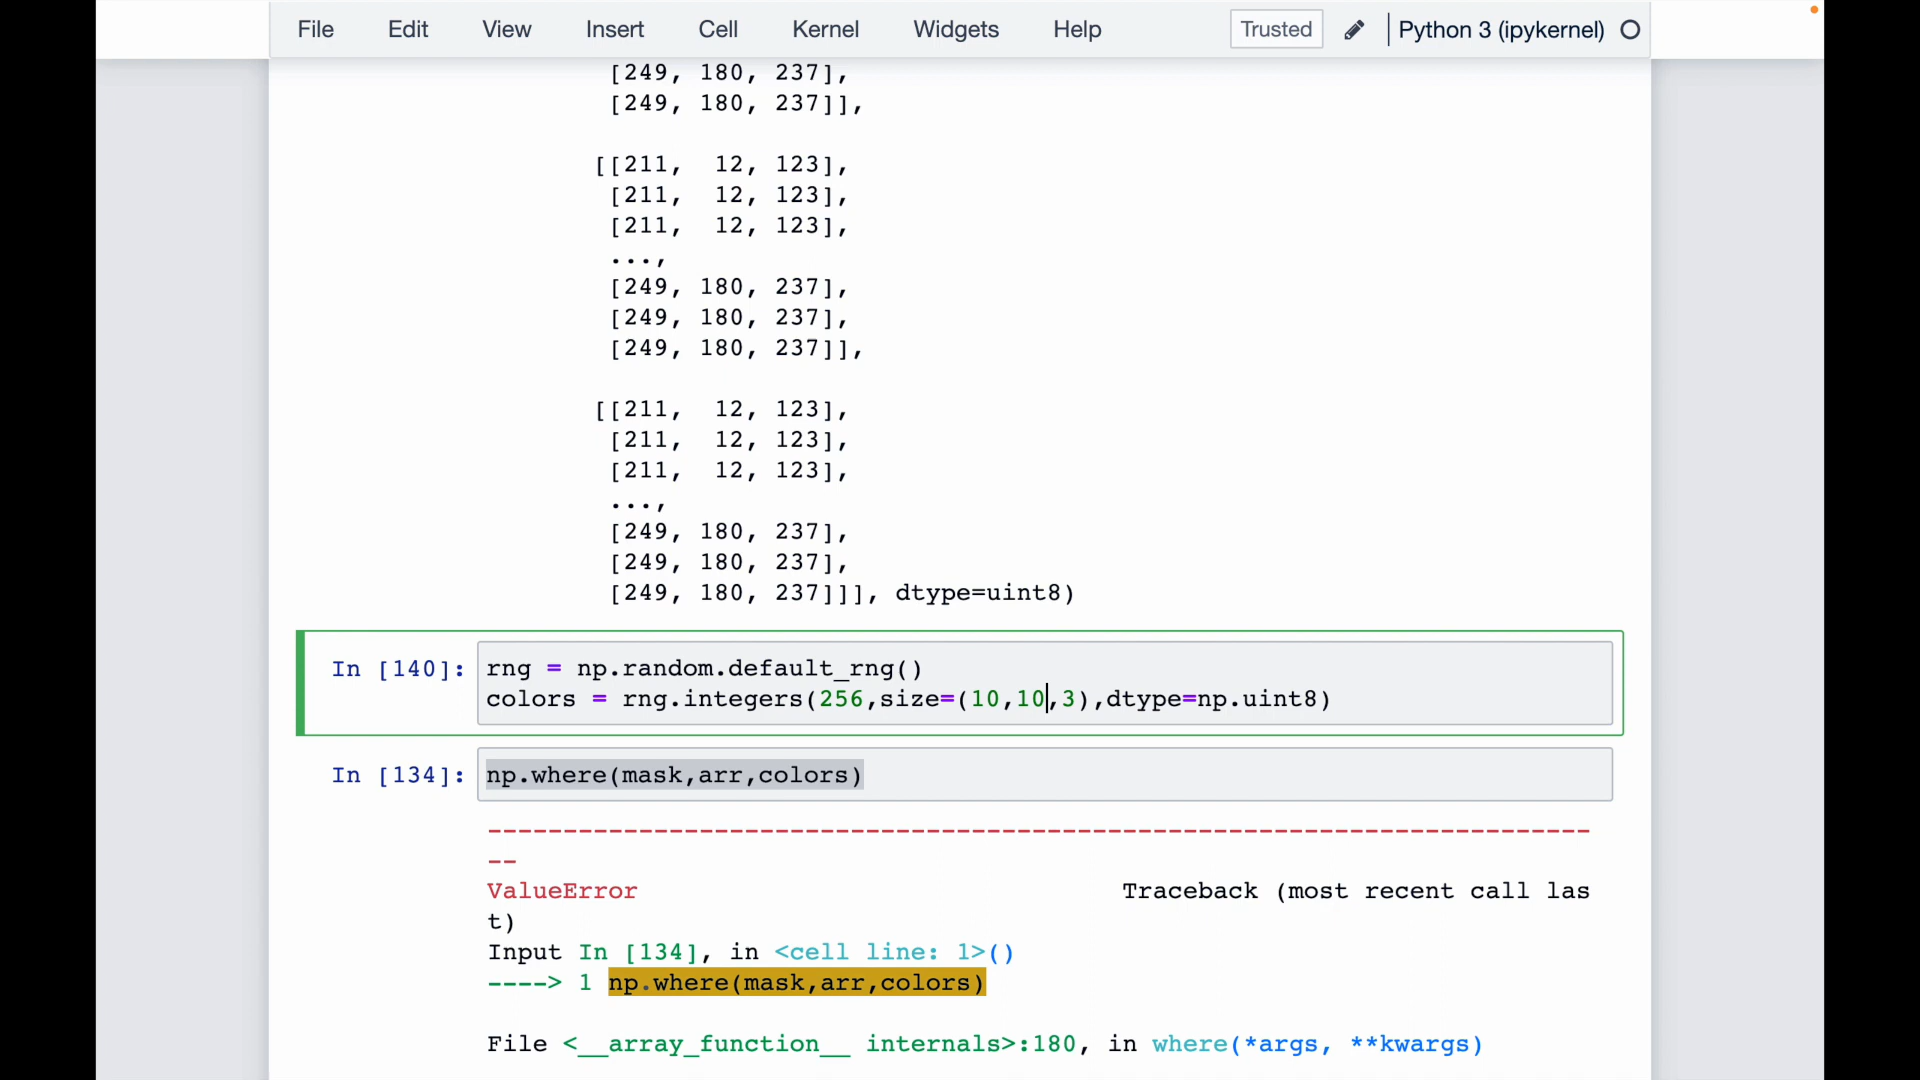 File Edit View Insert Cell Kernel Widgets Help Trusted Python 3 (ipykernel)
[249, 180, 237],
[249, 180, 237]],
[[211,  12, 123],
[211,  12, 123],
[211,  12, 123],
...,
[249, 180, 237],
[249, 180, 237],
[249, 180, 237]],
[[211,  12, 123],
[211,  12, 123],
[211,  12, 123],
...,
[249, 180, 237],
[249, 180, 237],
[249, 180, 237]]], dtype=uint8)
In [140]: rng = np.random.default_rng()
colors = rng.integers(256,size=(10,10,3),dtype=np.uint8)
In [134]: np.where(mask,arr,colors)
-------------------------------------------------------------------------
--
ValueError Traceback (most recent call las
t)
Input In [134], in <cell line: 1>()
----> 1 np.where(mask,arr,colors)
File <__array_function__ internals>:180, in where(*args, **kwargs)